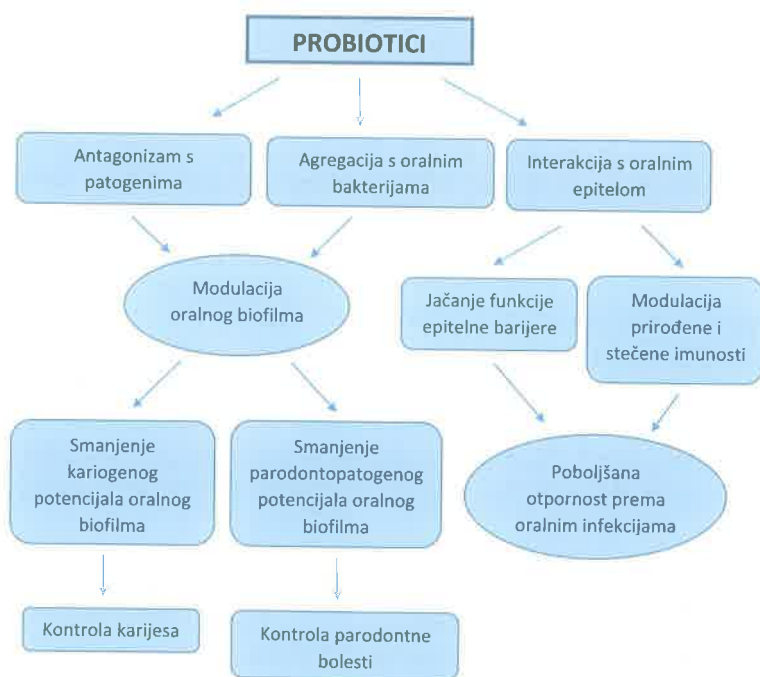 PROBIOTICI
Antagonizam s
patogenima
Agregacija s oralnim
bakterijama
Interakcija s oralnim
epitelom
Modulacija
oralnog biofilma
Jačanje funkcije
epitelne barijere
Modulacija
prirođene i
stečene imunosti
Smanjenje
kariogenog
potencijala oralnog
biofilma
Smanjenje
parodontopatogenog
potencijala oralnog
biofilma
Poboljšana
otpornost prema
oralnim infekcijama
Kontrola karijesa
Kontrola parodontne
bolesti